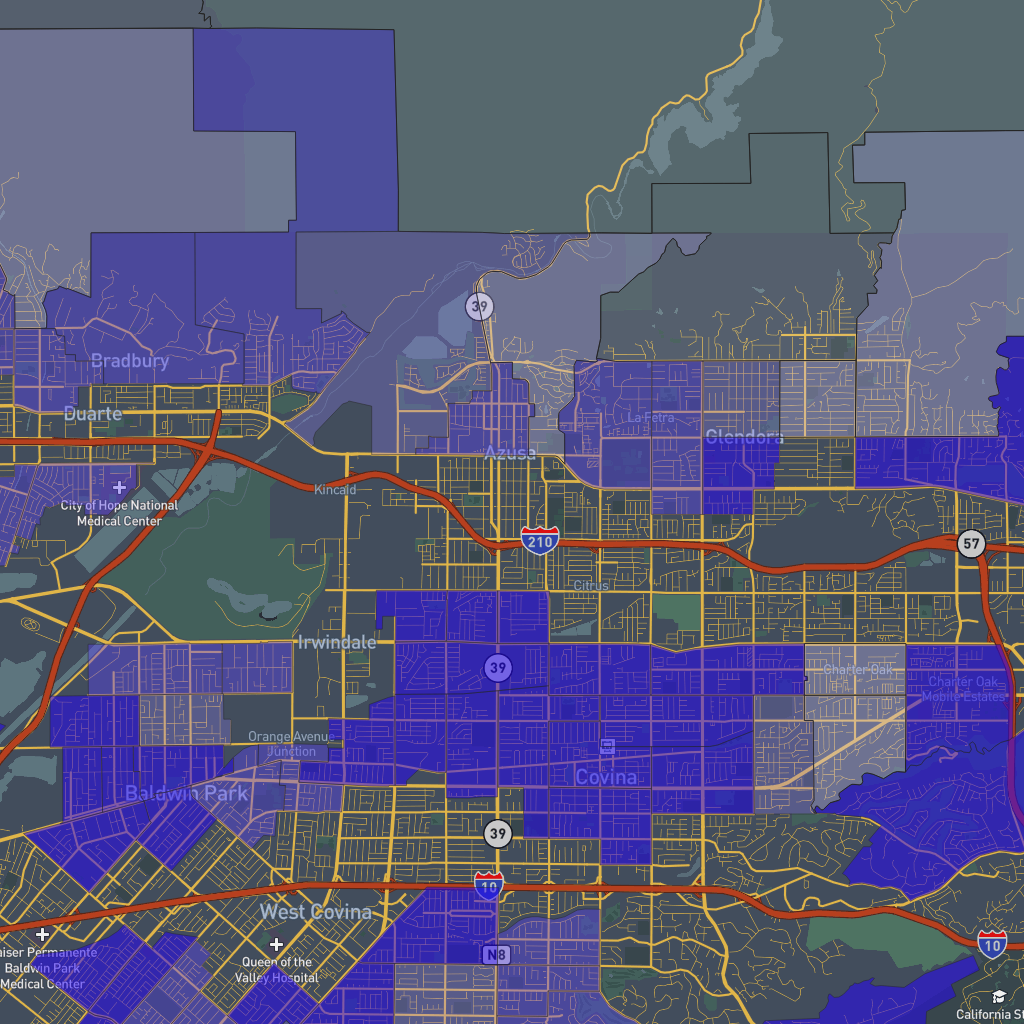 39
Bradbury
Duarte
La Fetra
Glendora
Azusa
Kincald
City of Hope National
Medical Center
210
57
Citrus
Irwindale
39
Charter Oak
Charter Oak
Mobile Estates
Orange Avenue
Junction
Covina
Baldwin Park
39
10
West Covina
Queen of the
Valley Hospital
aiser Permanente
Baldwin Park
Medical Center
N8
10
California St